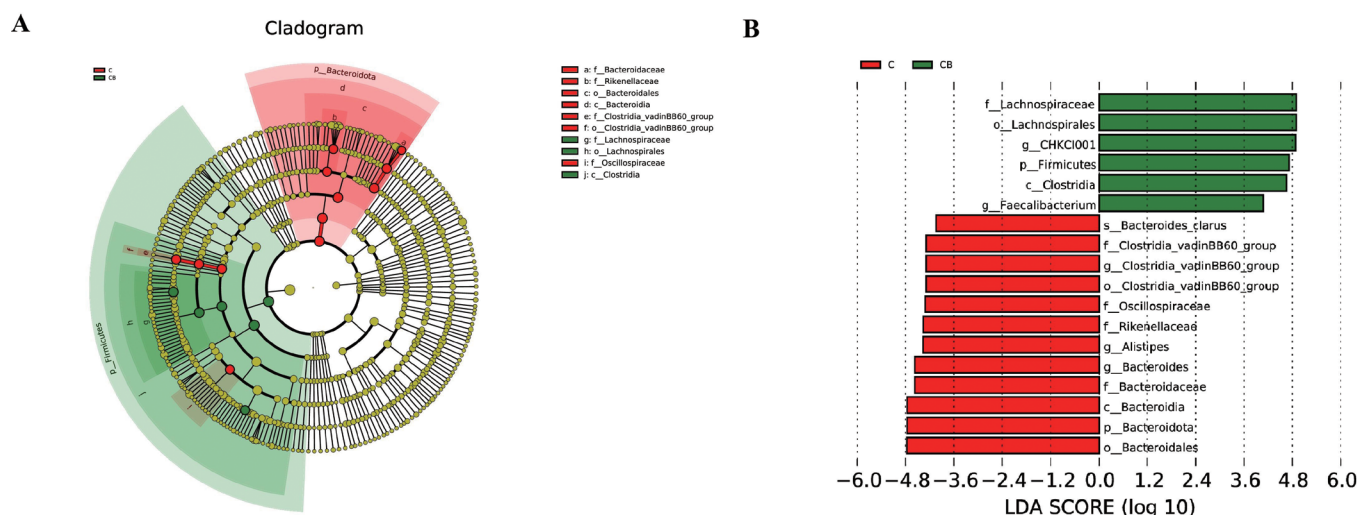 A
Cladogram
C
CB
p__Bacteroidota
d
c
b
a
f
e
g
h
p__Firmicutes
j
i
a: f__Bacteroidaceae
b: f__Rikenellaceae
c: o__Bacteroidales
d: c__Bacteroidia
e: f__Clostridia_vadinBB60_group
f: o__Clostridia_vadinBB60_group
g: f__Lachnospiraceae
h: o__Lachnospirales
i: f__Oscillospiraceae
j: c__Clostridia
B
C CB
f__Lachnospiraceae
o__Lachnospirales
g__CHKCI001
p__Firmicutes
c__Clostridia
g__Faecalibacterium
s__Bacteroides_clarus
f__Clostridia_vadinBB60_group
g__Clostridia_vadinBB60_group
o__Clostridia_vadinBB60_group
f__Oscillospiraceae
f__Rikenellaceae
g__Alistipes
g__Bacteroides
f__Bacteroidaceae
c__Bacteroidia
p__Bacteroidota
o__Bacteroidales
−6.0 −4.8 −3.6 −2.4 −1.2 0.0 1.2 2.4 3.6 4.8 6.0
LDA SCORE (log 10)